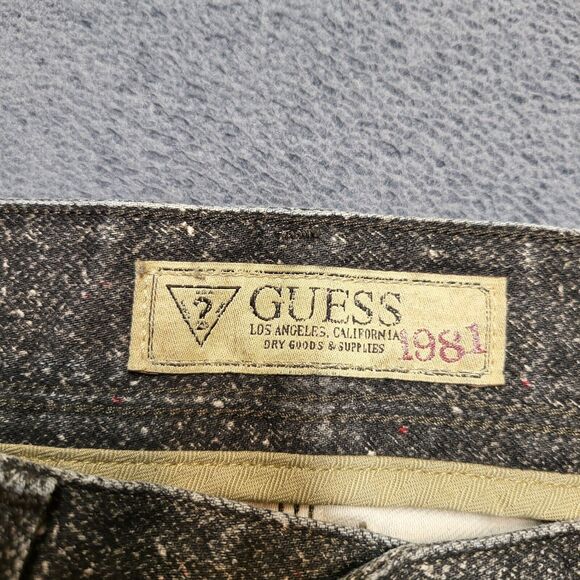 ?
GUESS
LOS ANGELES, CALIFORNIA
DRY GOODS & SUPPLIES
1981